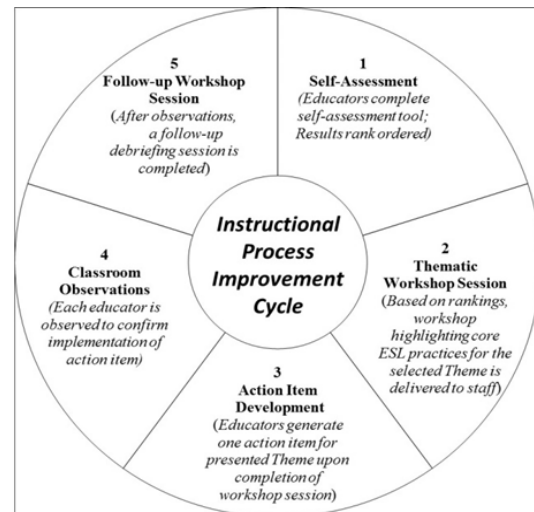 1
Self-Assessment
(Educators complete
self-assessment tool;
Results rank ordered)
2
Thematic
Workshop Session
(Based on rankings,
workshop
highlighting core
ESL practices for the
selected Theme is
delivered to staff)
3
Action Item
Development
(Educators generate
one action item for
presented Theme upon
completion of
workshop session)
4
Classroom
Observations
(Each educator is
observed to confirm
implementation of
action item)
5
Follow-up Workshop
Session
(After observations,
a follow-up
debriefing session is
completed)
Instructional
Process
Improvement
Cycle